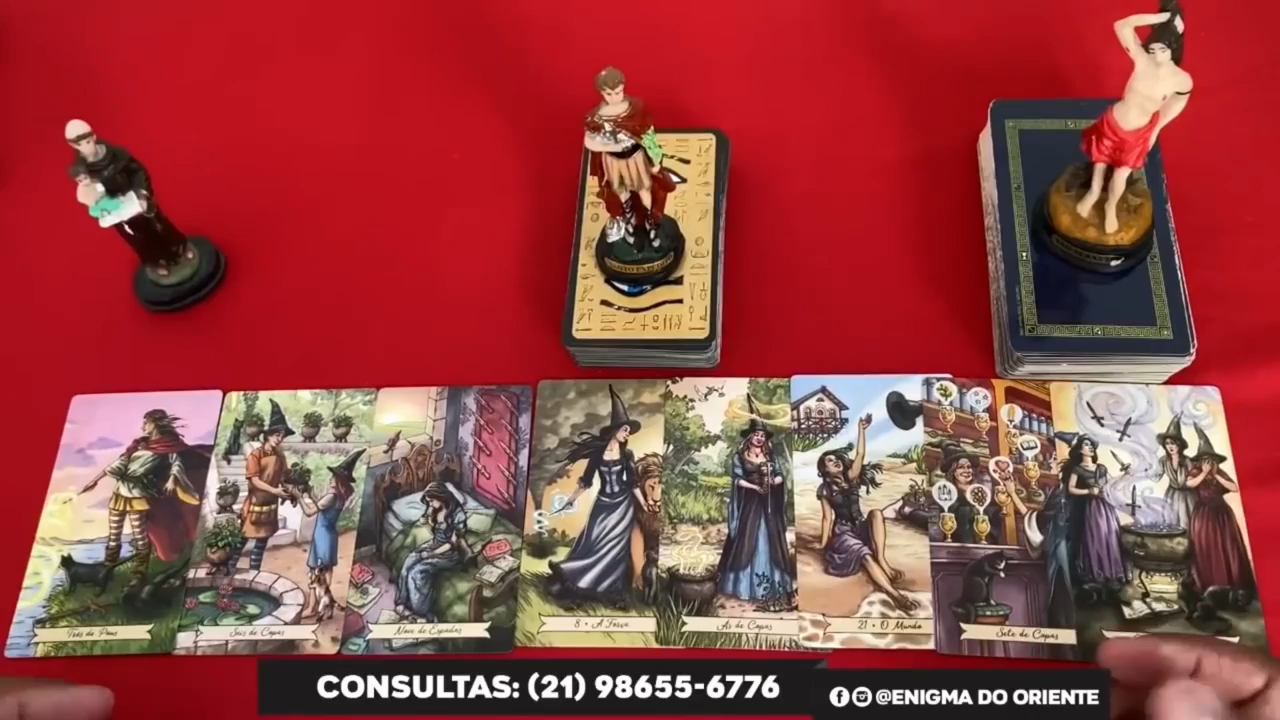 Três de Paus
Seis de Copas
Nove de Espadas
8 • A Força
Ás de Copas
21 • O Mundo
Sete de Copas
CONSULTAS: (21) 98655-6776
@ENIGMA DO ORIENTE